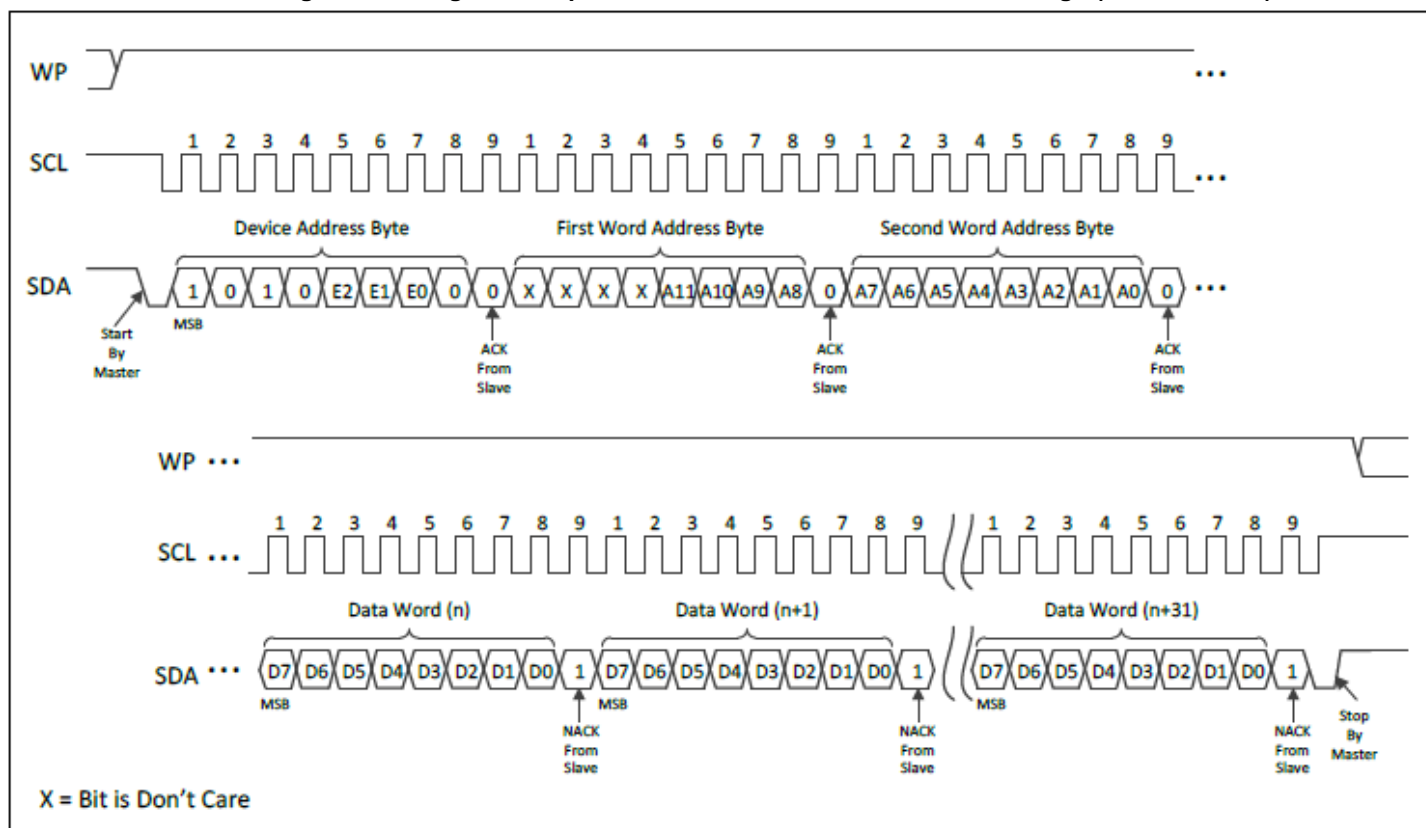 WP ...
1 2 3 4 5 6 7 8 9 1 2 3 4 5 6 7 8 9 1 2 3 4 5 6 7 8 9
SCL ...
Device Address Byte First Word Address Byte Second Word Address Byte
SDA 1 0 1 0 E2 E1 E0 0 0 X X X X A11 A10 A9 A8 0 A7 A6 A5 A4 A3 A2 A1 A0 0 ...
MSB
Start By Master
ACK From Slave
ACK From Slave
ACK From Slave
WP ...
1 2 3 4 5 6 7 8 9 1 2 3 4 5 6 7 8 9 1 2 3 4 5 6 7 8 9
SCL ...
Data Word (n) Data Word (n+1) Data Word (n+31)
SDA ... D7 D6 D5 D4 D3 D2 D1 D0 1 D7 D6 D5 D4 D3 D2 D1 D0 1 D7 D6 D5 D4 D3 D2 D1 D0 1
MSB MSB MSB
NACK From Slave
NACK From Slave
NACK From Slave
Stop By Master
X = Bit is Don't Care